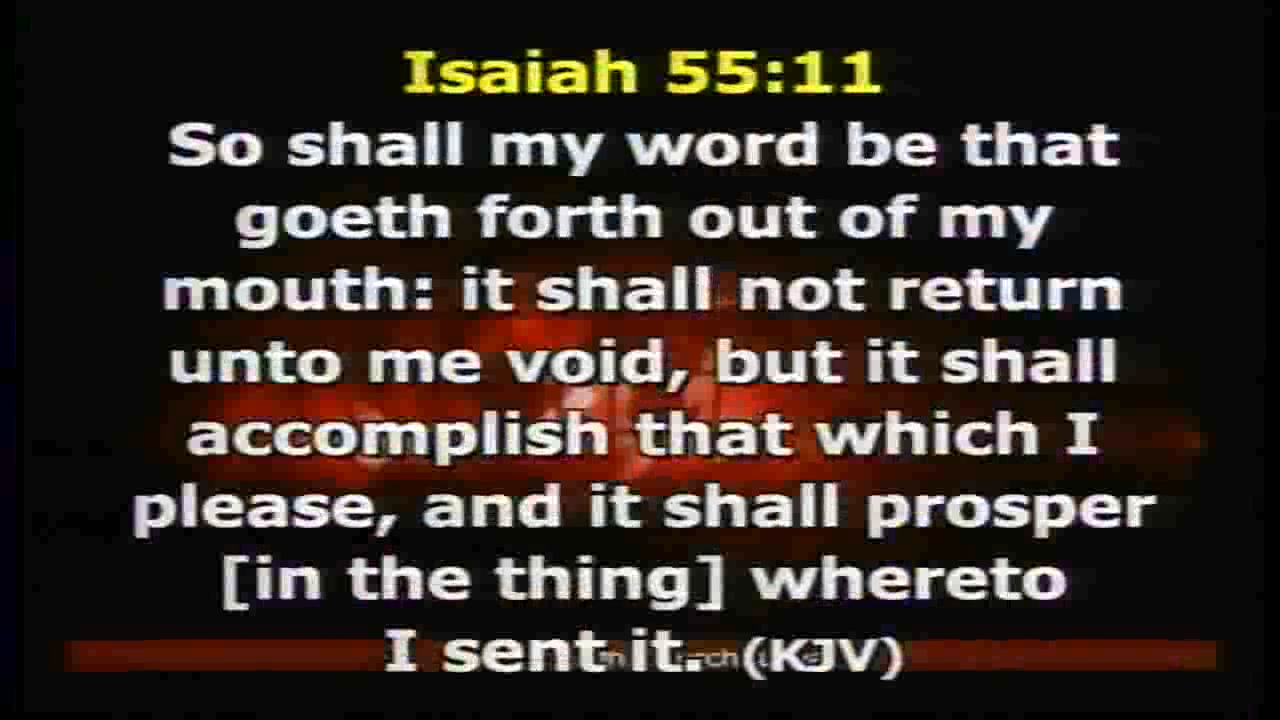 Isaiah 55:11
So shall my word be that
goeth forth out of my
mouth: it shall not return
unto me void, but it shall
accomplish that which I
please, and it shall prosper
[in the thing] whereto
I sent it. (KJV)